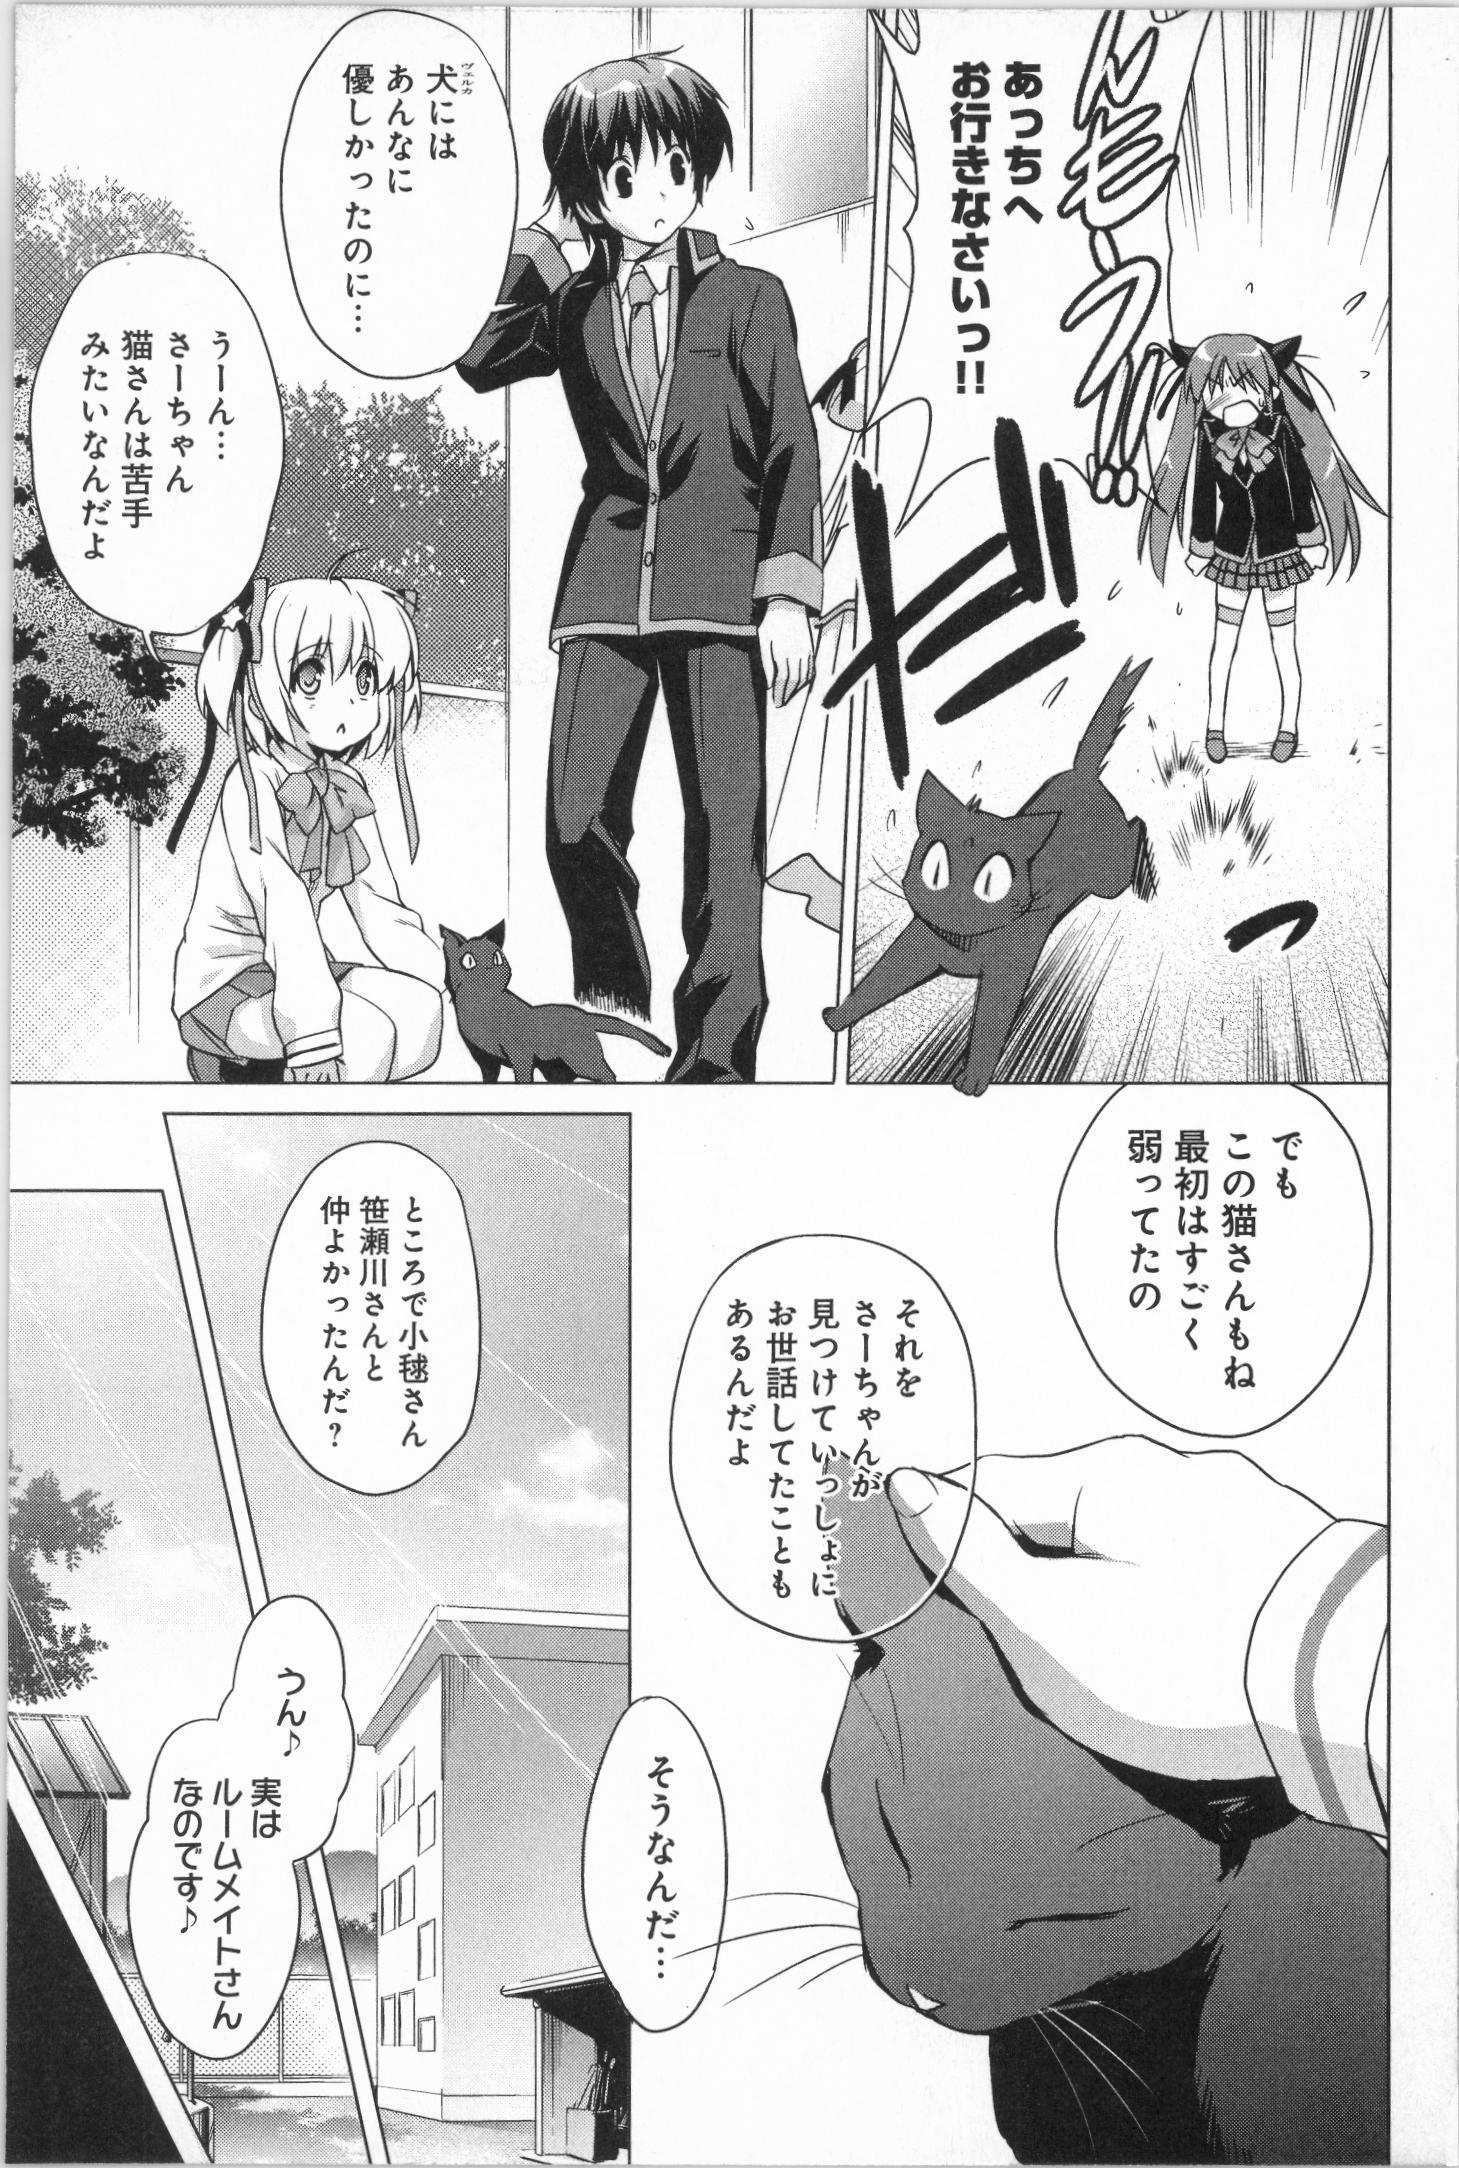 んもーっ!!
あっちへ
お行きなさいっ!!
ドギッ
犬には
ヴェルカ
あんなに
優しかったのに…
うーん…
さーちゃん
猫さんは苦手
みたいなんだよ
でも
この猫さんもね
最初はすごく
弱ってたの
それを
さーちゃんが
見つけていっしょに
お世話してたことも
あるんだよ
そうなんだ…
ところで小毬さん
笹瀬川さんと
仲よかったんだ?
うん♪
実は
ルームメイトさん
なのです♪